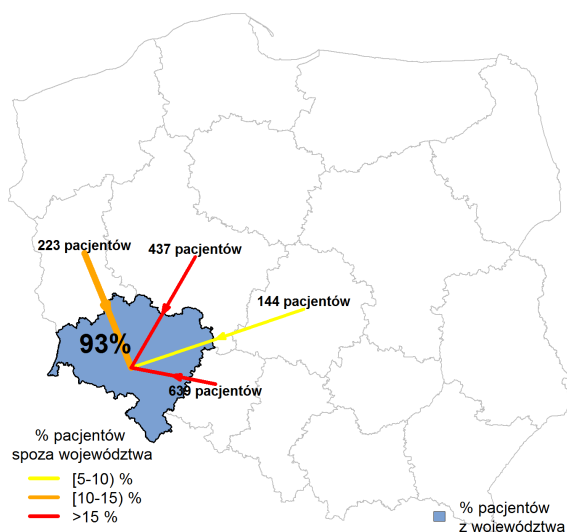 223 pacjentów
437 pacjentów
144 pacjentów
93%
639 pacjentów
% pacjentów
spoza województwa
[5-10) %
[10-15) %
>15 %
% pacjentów
z województwa